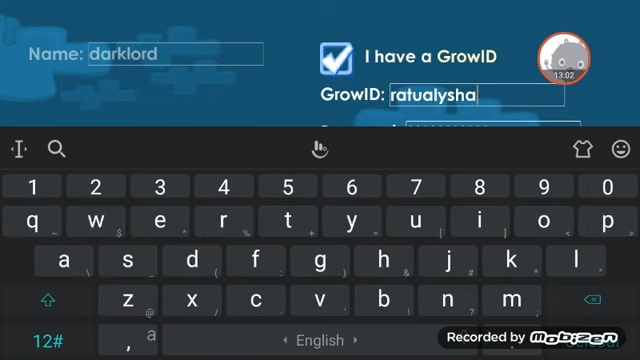 Name: darklord
I have a GrowID
13:02
GrowID: ratualysha
1 2 3 4 5 6 7 8 9 0
q w e r t y u i o p
~ $ ^ % + = [ ] < >
a s d f g h j k l
\ _ ( : ) & # * "
z x c v b n m
@ / - ' ! ; ?
12# , a English
Recorded by MOBIZEN